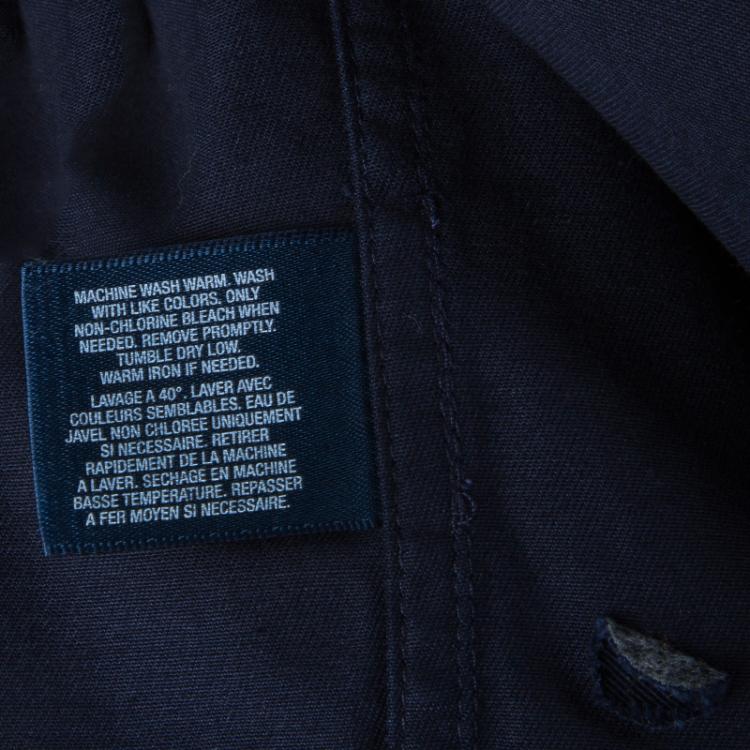 MACHINE WASH WARM. WASH
WITH LIKE COLORS. ONLY
NON-CHLORINE BLEACH WHEN
NEEDED. REMOVE PROMPTLY.
TUMBLE DRY LOW.
WARM IRON IF NEEDED.
LAVAGE A 40°. LAVER AVEC
COULEURS SEMBLABLES. EAU DE
JAVEL NON CHLOREE UNIQUEMENT
SI NECESSAIRE. RETIRER
RAPIDEMENT DE LA MACHINE
A LAVER. SECHAGE EN MACHINE
BASSE TEMPERATURE. REPASSER
A FER MOYEN SI NECESSAIRE.